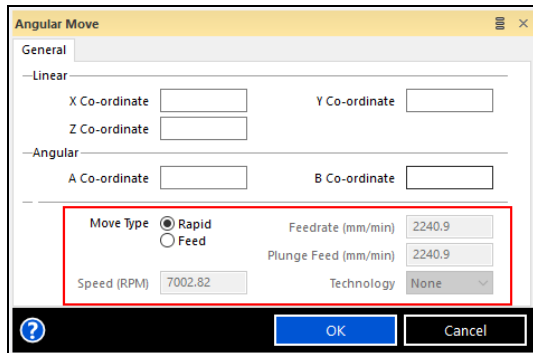 Angular Move
General
Linear
X Co-ordinate Y Co-ordinate
Z Co-ordinate
Angular
A Co-ordinate B Co-ordinate
Move Type Rapid Feedrate (mm/min) 2240.9
Feed
Plunge Feed (mm/min) 2240.9
Speed (RPM) 7002.82 Technology None
? OK Cancel